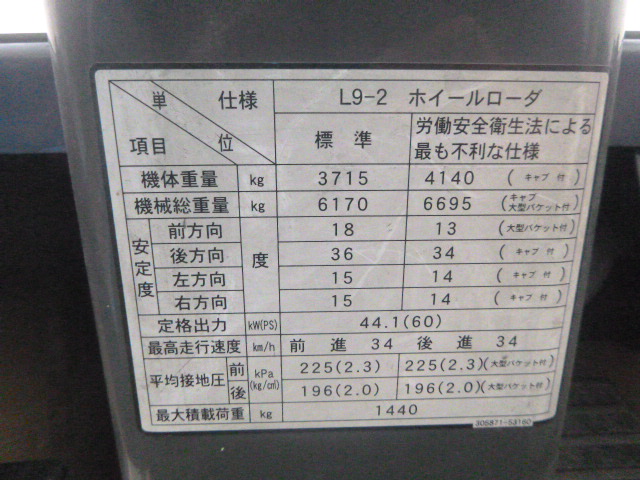 単 仕様 L9-2 ホイールローダ
項目 位 標準 労働安全衛生法による
最も不利な仕様
機体重量 kg 3715 4140 (キャブ 付)
機械総重量 kg 6170 6695 (キャブ
大型バケット付)
安定度 前方向 度 18 13 (大型バケット付)
後方向 36 34 (キャブ 付)
左方向 15 14 (キャブ 付)
右方向 15 14 (キャブ 付)
定格出力 kW(PS) 44.1(60)
最高走行速度 km/h 前進 34 後進 34
平均接地圧 前 kPa 225(2.3) 225(2.3)(大型バケット付)
後 (kg/cm²) 196(2.0) 196(2.0)(大型バケット付)
最大積載荷重 kg 1440
306871-53160